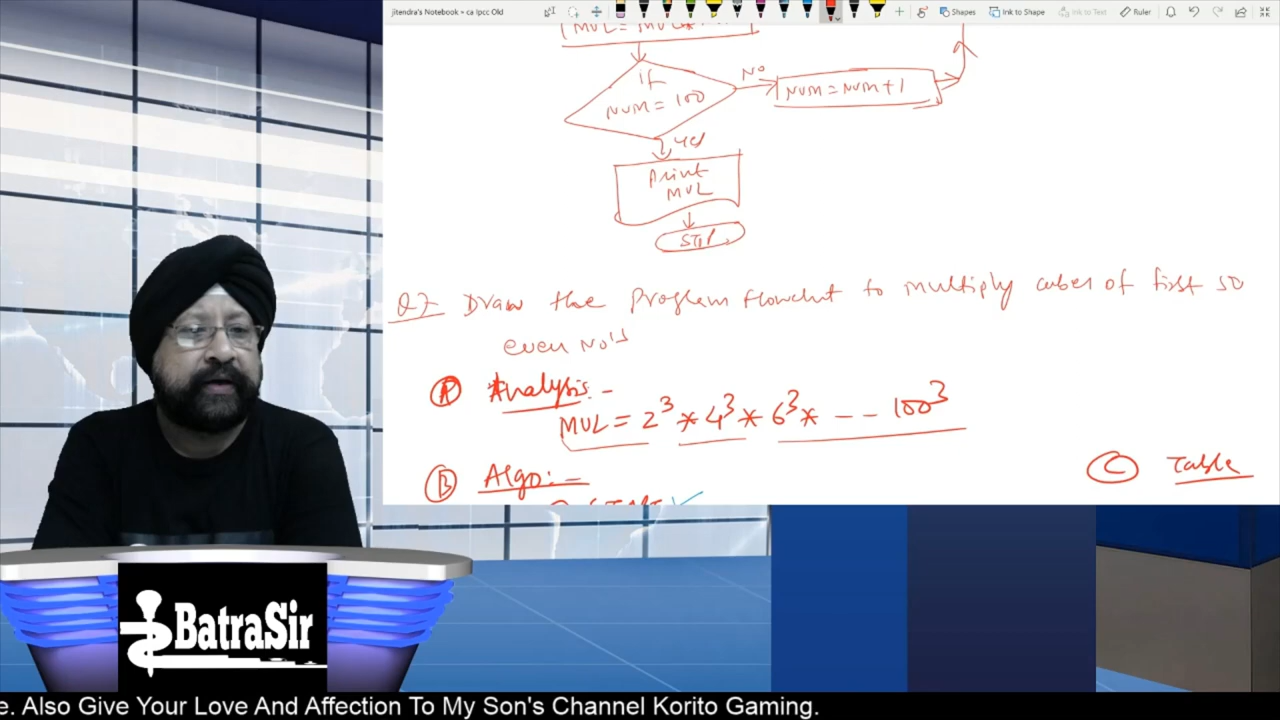 jitendra's Notebook » ca Ipcc Old
Shapes
Ink to Shape
Ink to Text
Ruler
if
NUM = 100
NO
NUM = NUM + 1
Yes
print
MUL
STOP
Q7 Draw the program flowchart to multiply cubes of first 50
even No's
(A) Analysis -
MUL = 2³ * 4³ * 6³ * - - 100³
(B) Algo: -
(C) Table
BatraSir
e. Also Give Your Love And Affection To My Son's Channel Korito Gaming.